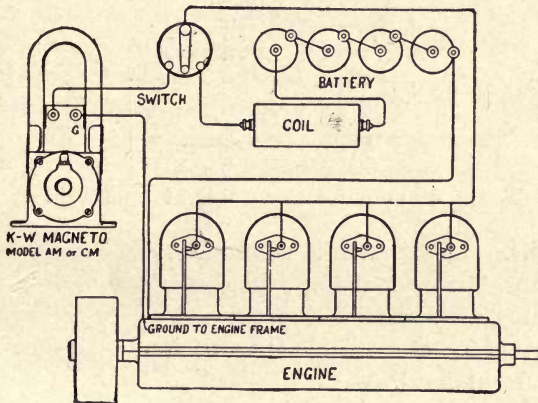 SWITCH
BATTERY
COIL
G
K-W MAGNETO
MODEL AM or CM
GROUND TO ENGINE FRAME
ENGINE